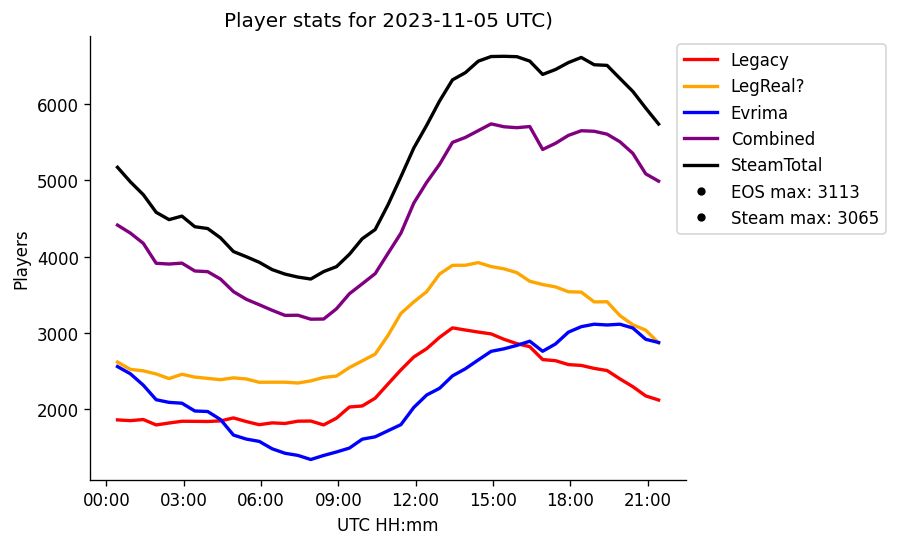 Player stats for 2023-11-05 UTC)
Legacy
LegReal?
Evrima
Combined
SteamTotal
EOS max: 3113
Steam max: 3065
Players
6000
5000
4000
3000
2000
00:00 03:00 06:00 09:00 12:00 15:00 18:00 21:00
UTC HH:mm